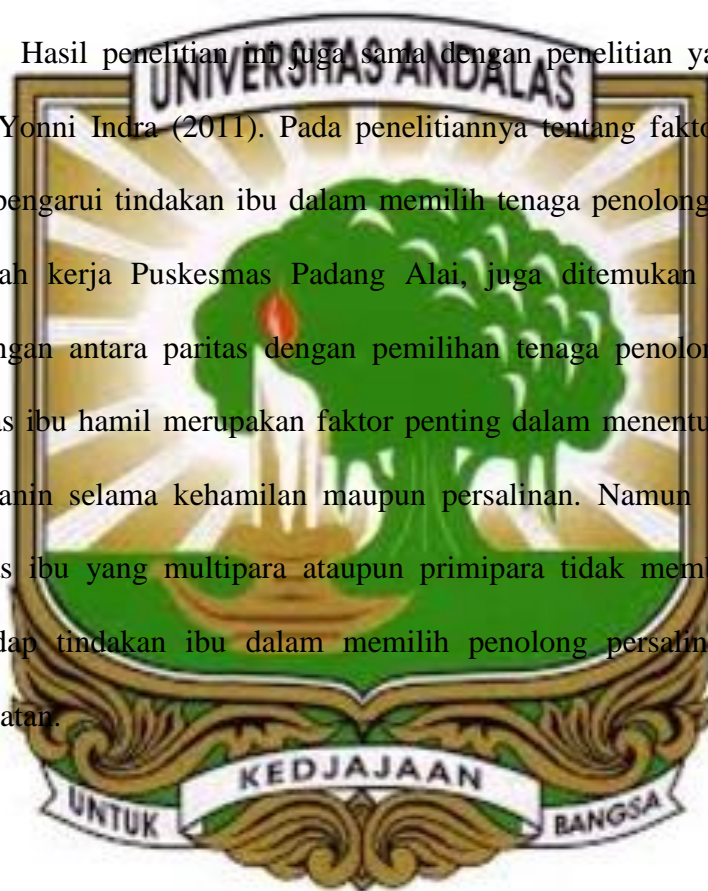 Hasil penelitian ini juga sama dengan penelitian ya
UNIVERSITAS ANDALAS
Yonni Indra (2011). Pada penelitiannya tentang fakto
pengarui tindakan ibu dalam memilih tenaga penolong
ah kerja Puskesmas Padang Alai, juga ditemukan
ngan antara paritas dengan pemilihan tenaga penolon
as ibu hamil merupakan faktor penting dalam menentu
anin selama kehamilan maupun persalinan. Namun
s ibu yang multipara ataupun primipara tidak memb
dap tindakan ibu dalam memilih penolong persalin
atan.
KEDJAJAAN
UNTUK BANGSA